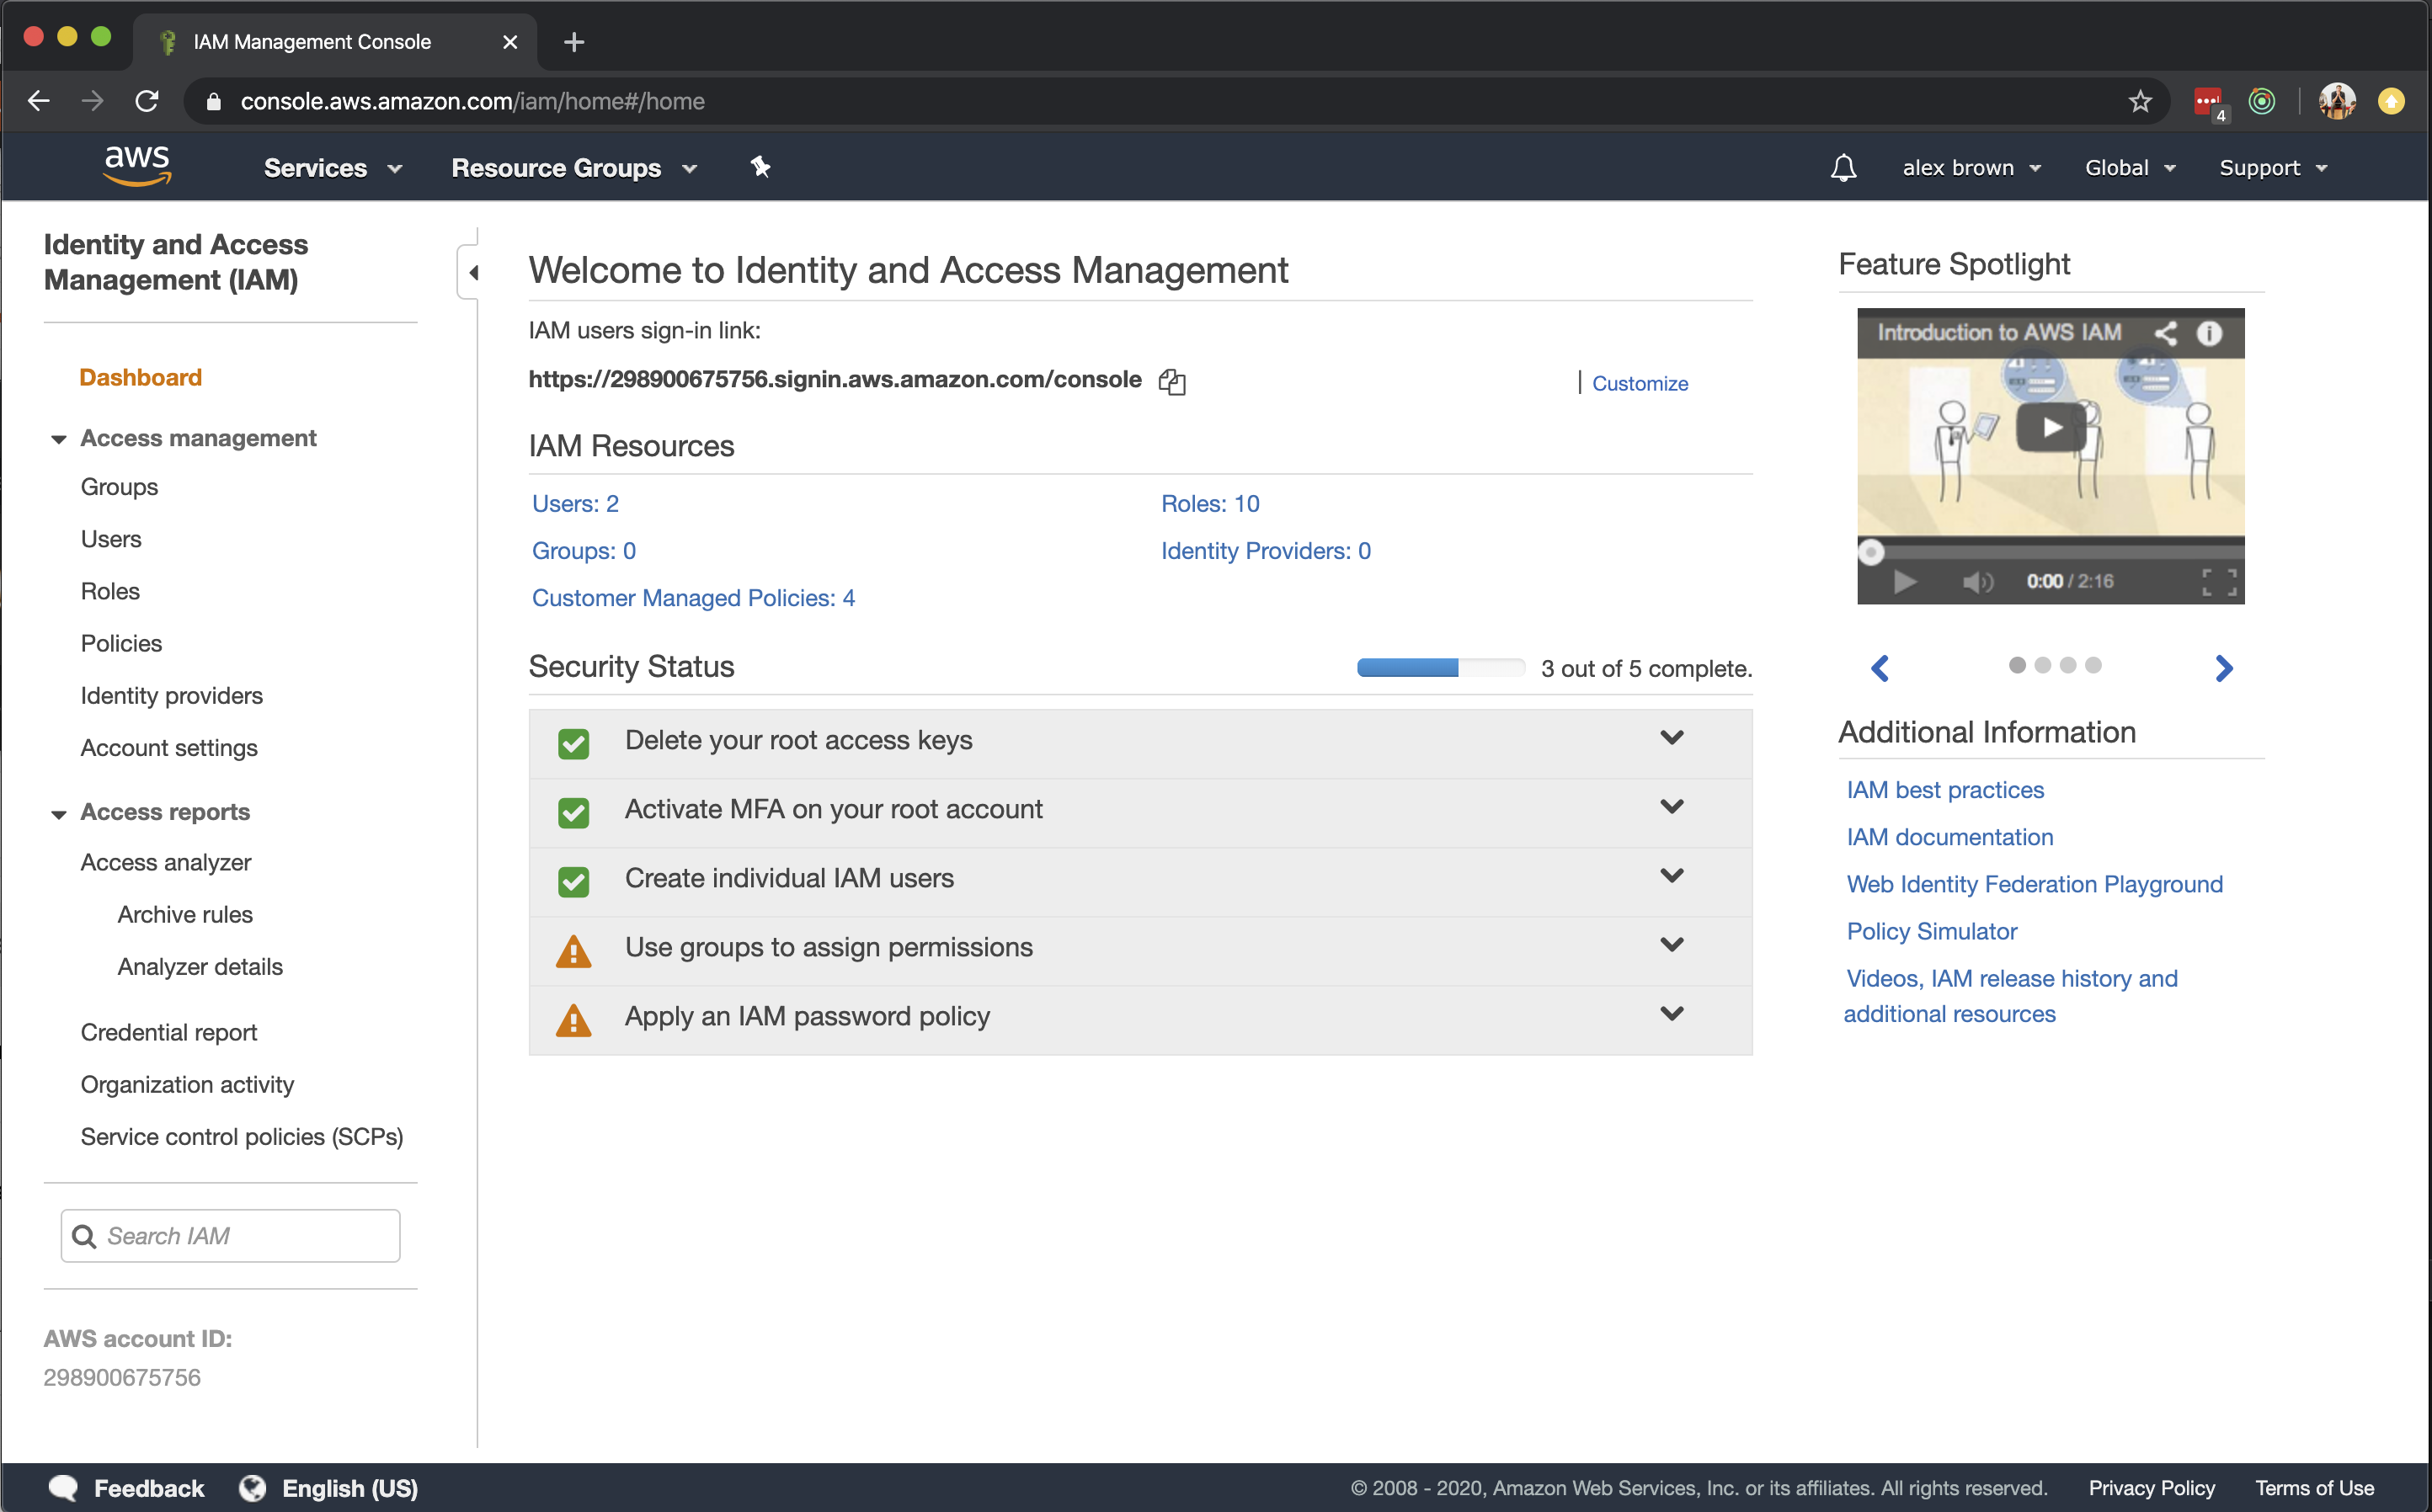 IAM Management Console
console.aws.amazon.com/iam/home#/home
4
aws
Services
Resource Groups
alex brown
Global
Support
Identity and Access
Management (IAM)
Dashboard
Access management
Groups
Users
Roles
Policies
Identity providers
Account settings
Access reports
Access analyzer
Archive rules
Analyzer details
Credential report
Organization activity
Service control policies (SCPs)
Search IAM
AWS account ID:
298900675756
Welcome to Identity and Access Management
IAM users sign-in link:
https://298900675756.signin.aws.amazon.com/console
| Customize
IAM Resources
Users: 2
Roles: 10
Groups: 0
Identity Providers: 0
Customer Managed Policies: 4
Security Status
3 out of 5 complete.
Delete your root access keys
Activate MFA on your root account
Create individual IAM users
Use groups to assign permissions
Apply an IAM password policy
Feature Spotlight
Introduction to AWS IAM
0:00 / 2:16
Additional Information
IAM best practices
IAM documentation
Web Identity Federation Playground
Policy Simulator
Videos, IAM release history and
additional resources
Feedback
English (US)
© 2008 - 2020, Amazon Web Services, Inc. or its affiliates. All rights reserved.
Privacy Policy
Terms of Use